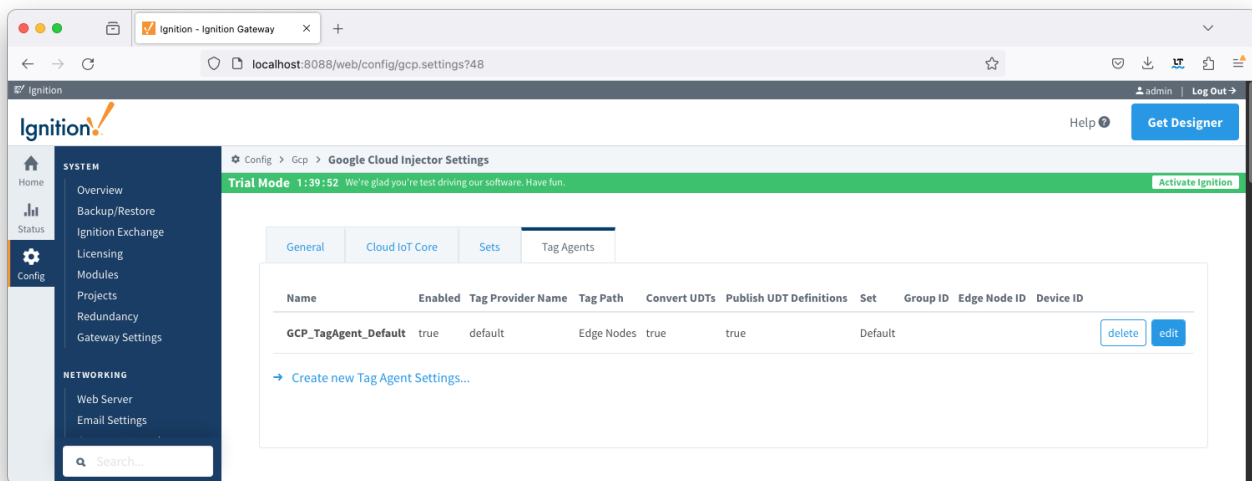 Ignition - Ignition Gateway
localhost:8088/web/config/gcp.settings?48
Ignition
admin | Log Out
Ignition!
Help
Get Designer
Home
Status
Config
SYSTEM
Overview
Backup/Restore
Ignition Exchange
Licensing
Modules
Projects
Redundancy
Gateway Settings
NETWORKING
Web Server
Email Settings
Search...
Config > Gcp > Google Cloud Injector Settings
Trial Mode 1:39:52 We're glad you're test driving our software. Have fun.
Activate Ignition
General Cloud IoT Core Sets Tag Agents
Name Enabled Tag Provider Name Tag Path Convert UDTs Publish UDT Definitions Set Group ID Edge Node ID Device ID
GCP_TagAgent_Default true default Edge Nodes true true Default delete edit
Create new Tag Agent Settings...